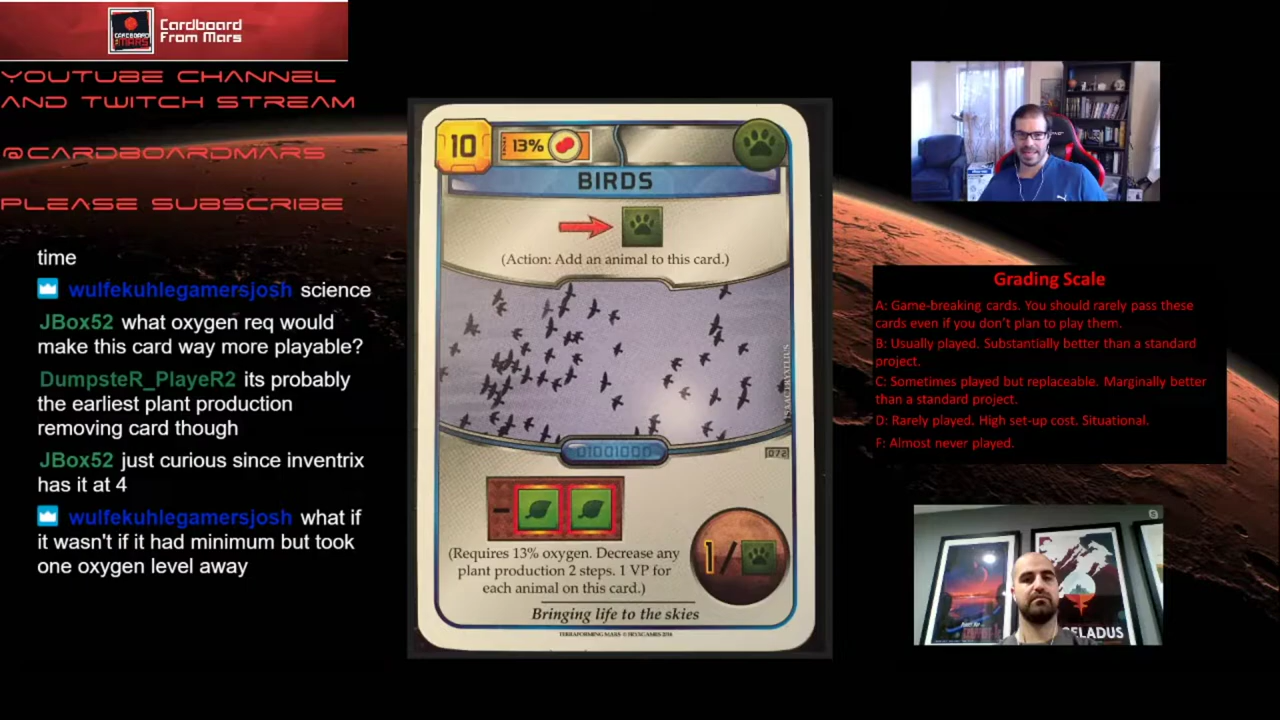 Cardboard
From Mars
YOUTUBE CHANNEL
AND TWITCH STREAM
@CARDBOARDMARS
PLEASE SUBSCRIBE
time
wulfekuhlegamersjosh science
JBox52 what oxygen req would
make this card way more playable?
DumpsteR_PlayeR2 its probably
the earliest plant production
removing card though
JBox52 just curious since inventrix
has it at 4
wulfekuhlegamersjosh what if
it wasn't if it had minimum but took
one oxygen level away
10
13%
BIRDS
(Action: Add an animal to this card.)
ISAAC FRYXELIUS
01001000
072
-
(Requires 13% oxygen. Decrease any
plant production 2 steps. 1 VP for
each animal on this card.)
1/
Bringing life to the skies
TERRAFORMING MARS © FRYXGAMES 2016
Grading Scale
A: Game-breaking cards. You should rarely pass these
cards even if you don't plan to play them.
B: Usually played. Substantially better than a standard
project.
C: Sometimes played but replaceable. Marginally better
than a standard project.
D: Rarely played. High set-up cost. Situational.
F: Almost never played.